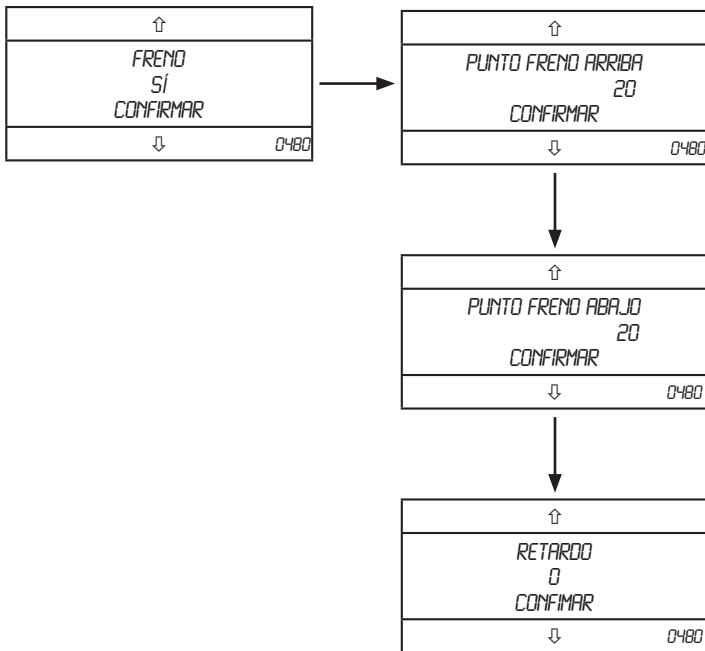 ⇧
FRENO
SÍ
CONFIRMAR
⇩ 0480
⇧
PUNTO FRENO ARRIBA
20
CONFIRMAR
⇩ 0480
⇧
PUNTO FRENO ABAJO
20
CONFIRMAR
⇩ 0480
⇧
RETARDO
0
CONFIMAR
⇩ 0480